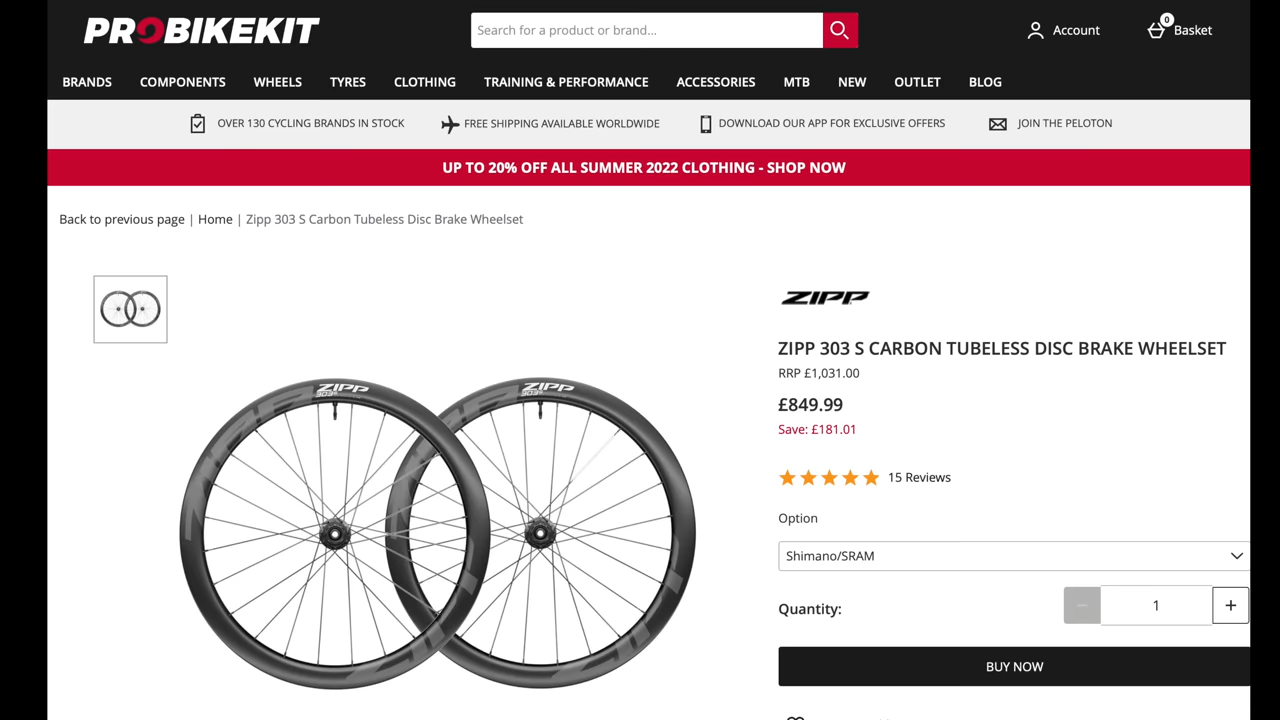 PROBIKEKIT
Search for a product or brand...
Account
0
Basket
BRANDS COMPONENTS WHEELS TYRES CLOTHING TRAINING & PERFORMANCE ACCESSORIES MTB NEW OUTLET BLOG
OVER 130 CYCLING BRANDS IN STOCK FREE SHIPPING AVAILABLE WORLDWIDE DOWNLOAD OUR APP FOR EXCLUSIVE OFFERS JOIN THE PELOTON
UP TO 20% OFF ALL SUMMER 2022 CLOTHING - SHOP NOW
Back to previous page | Home | Zipp 303 S Carbon Tubeless Disc Brake Wheelset
ZIPP
ZIPP 303 S CARBON TUBELESS DISC BRAKE WHEELSET
RRP £1,031.00
£849.99
Save: £181.01
15 Reviews
Option
Shimano/SRAM
Quantity:
1
BUY NOW
ZIPP
303 S
ZIPP
303 S